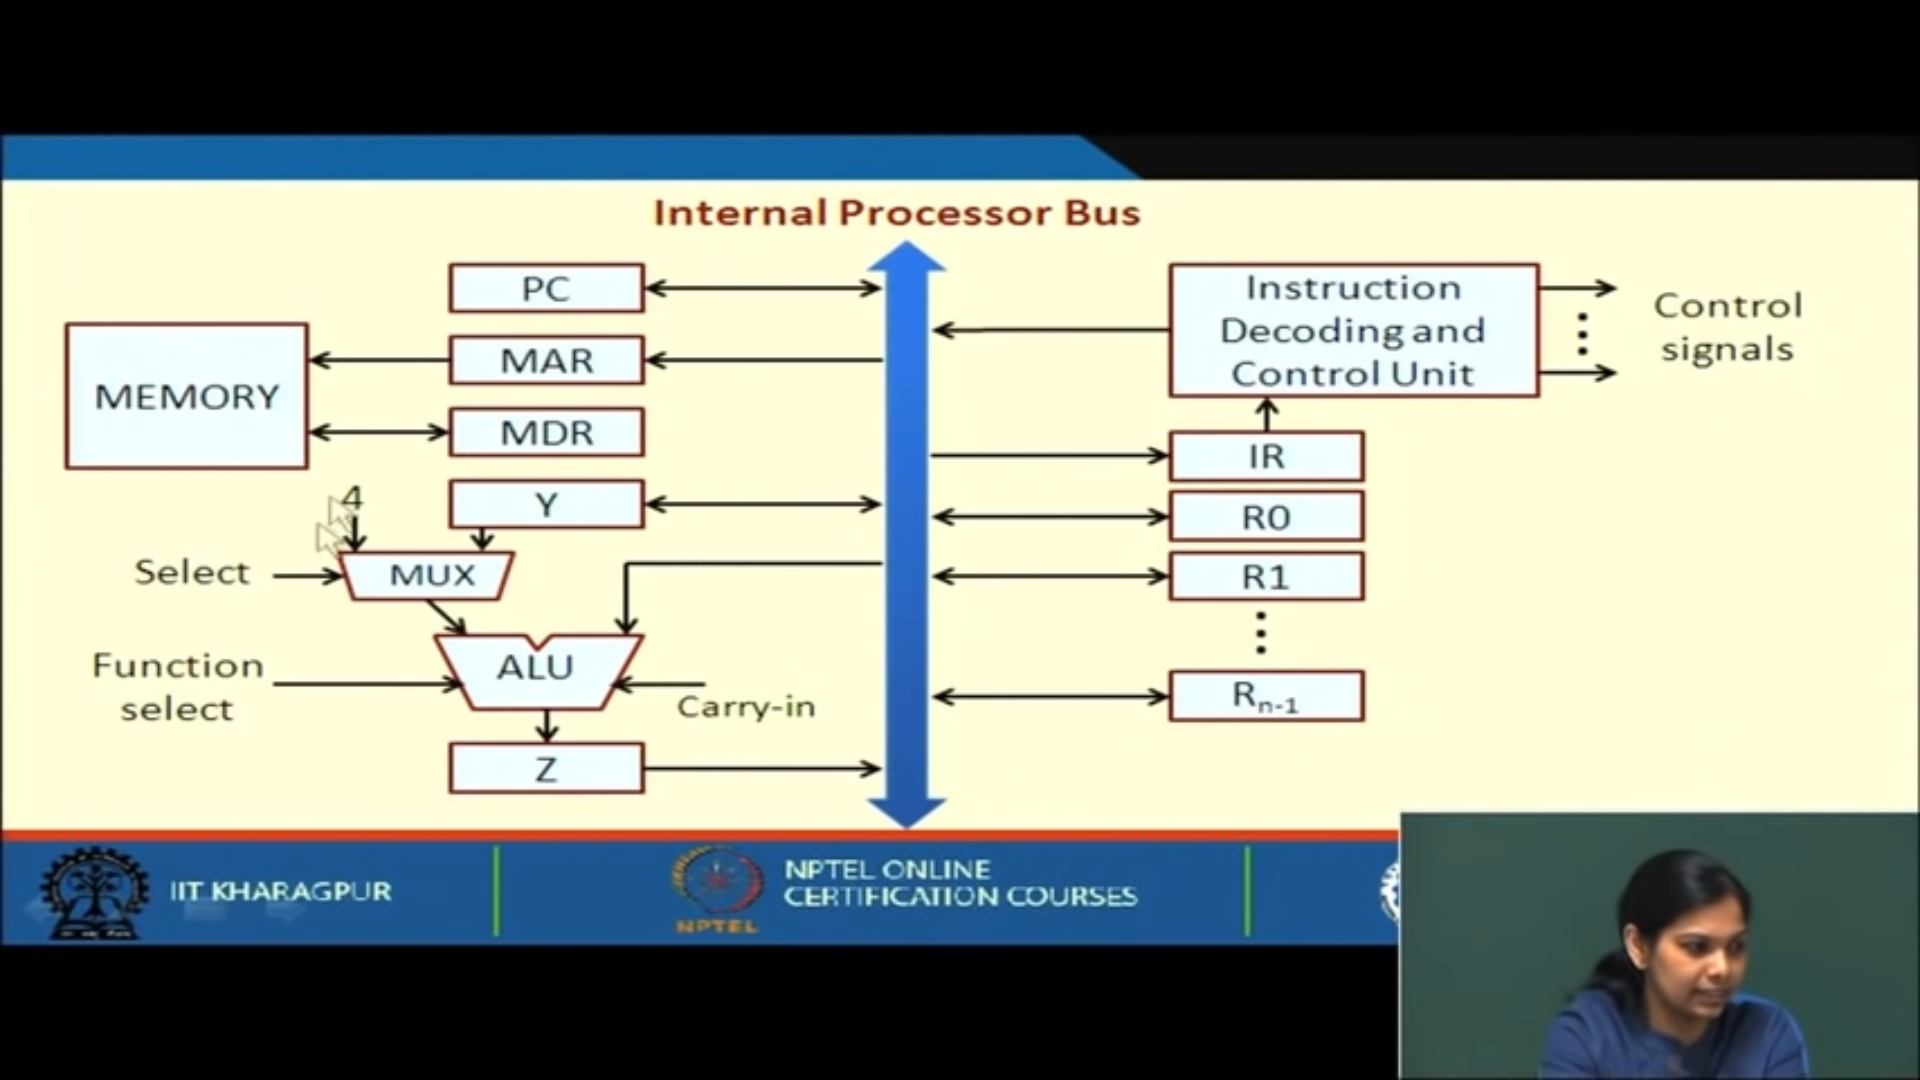 Internal Processor Bus
PC
MAR
MDR
MEMORY
4
Y
Select
MUX
Function
select
ALU
Carry-in
Z
Instruction
Decoding and
Control Unit
Control
signals
IR
R0
R1
Rn-1
IIT KHARAGPUR
NPTEL
NPTEL ONLINE
CERTIFICATION COURSES